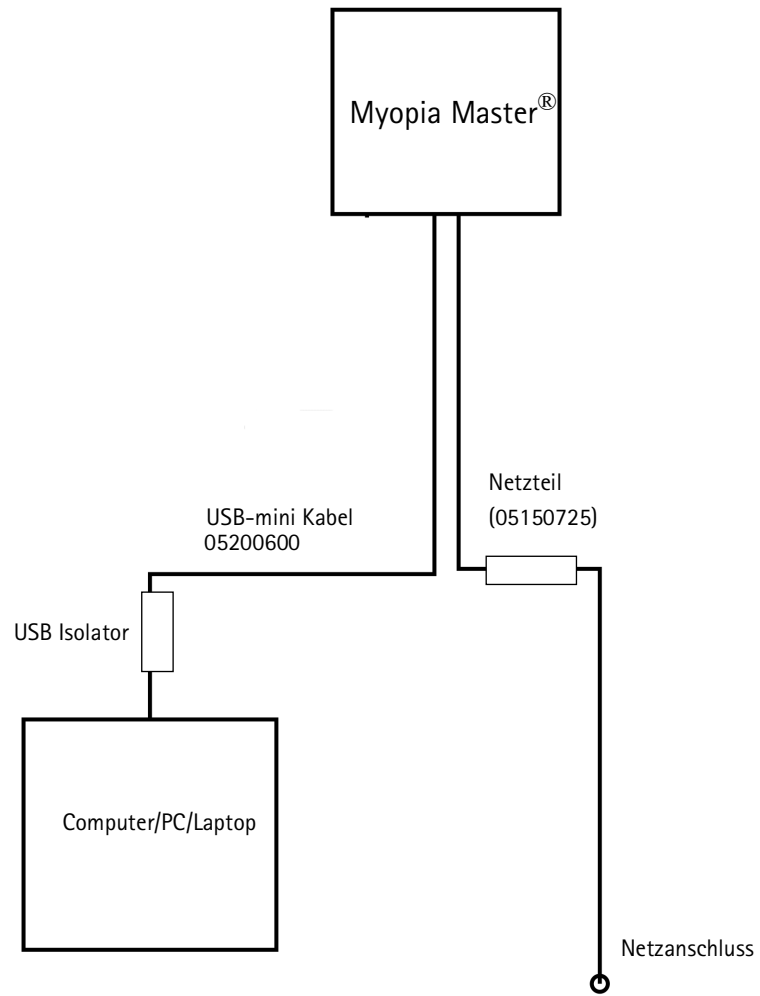 Myopia Master®
Netzteil
(05150725)
USB-mini Kabel
05200600
USB Isolator
Computer/PC/Laptop
Netzanschluss